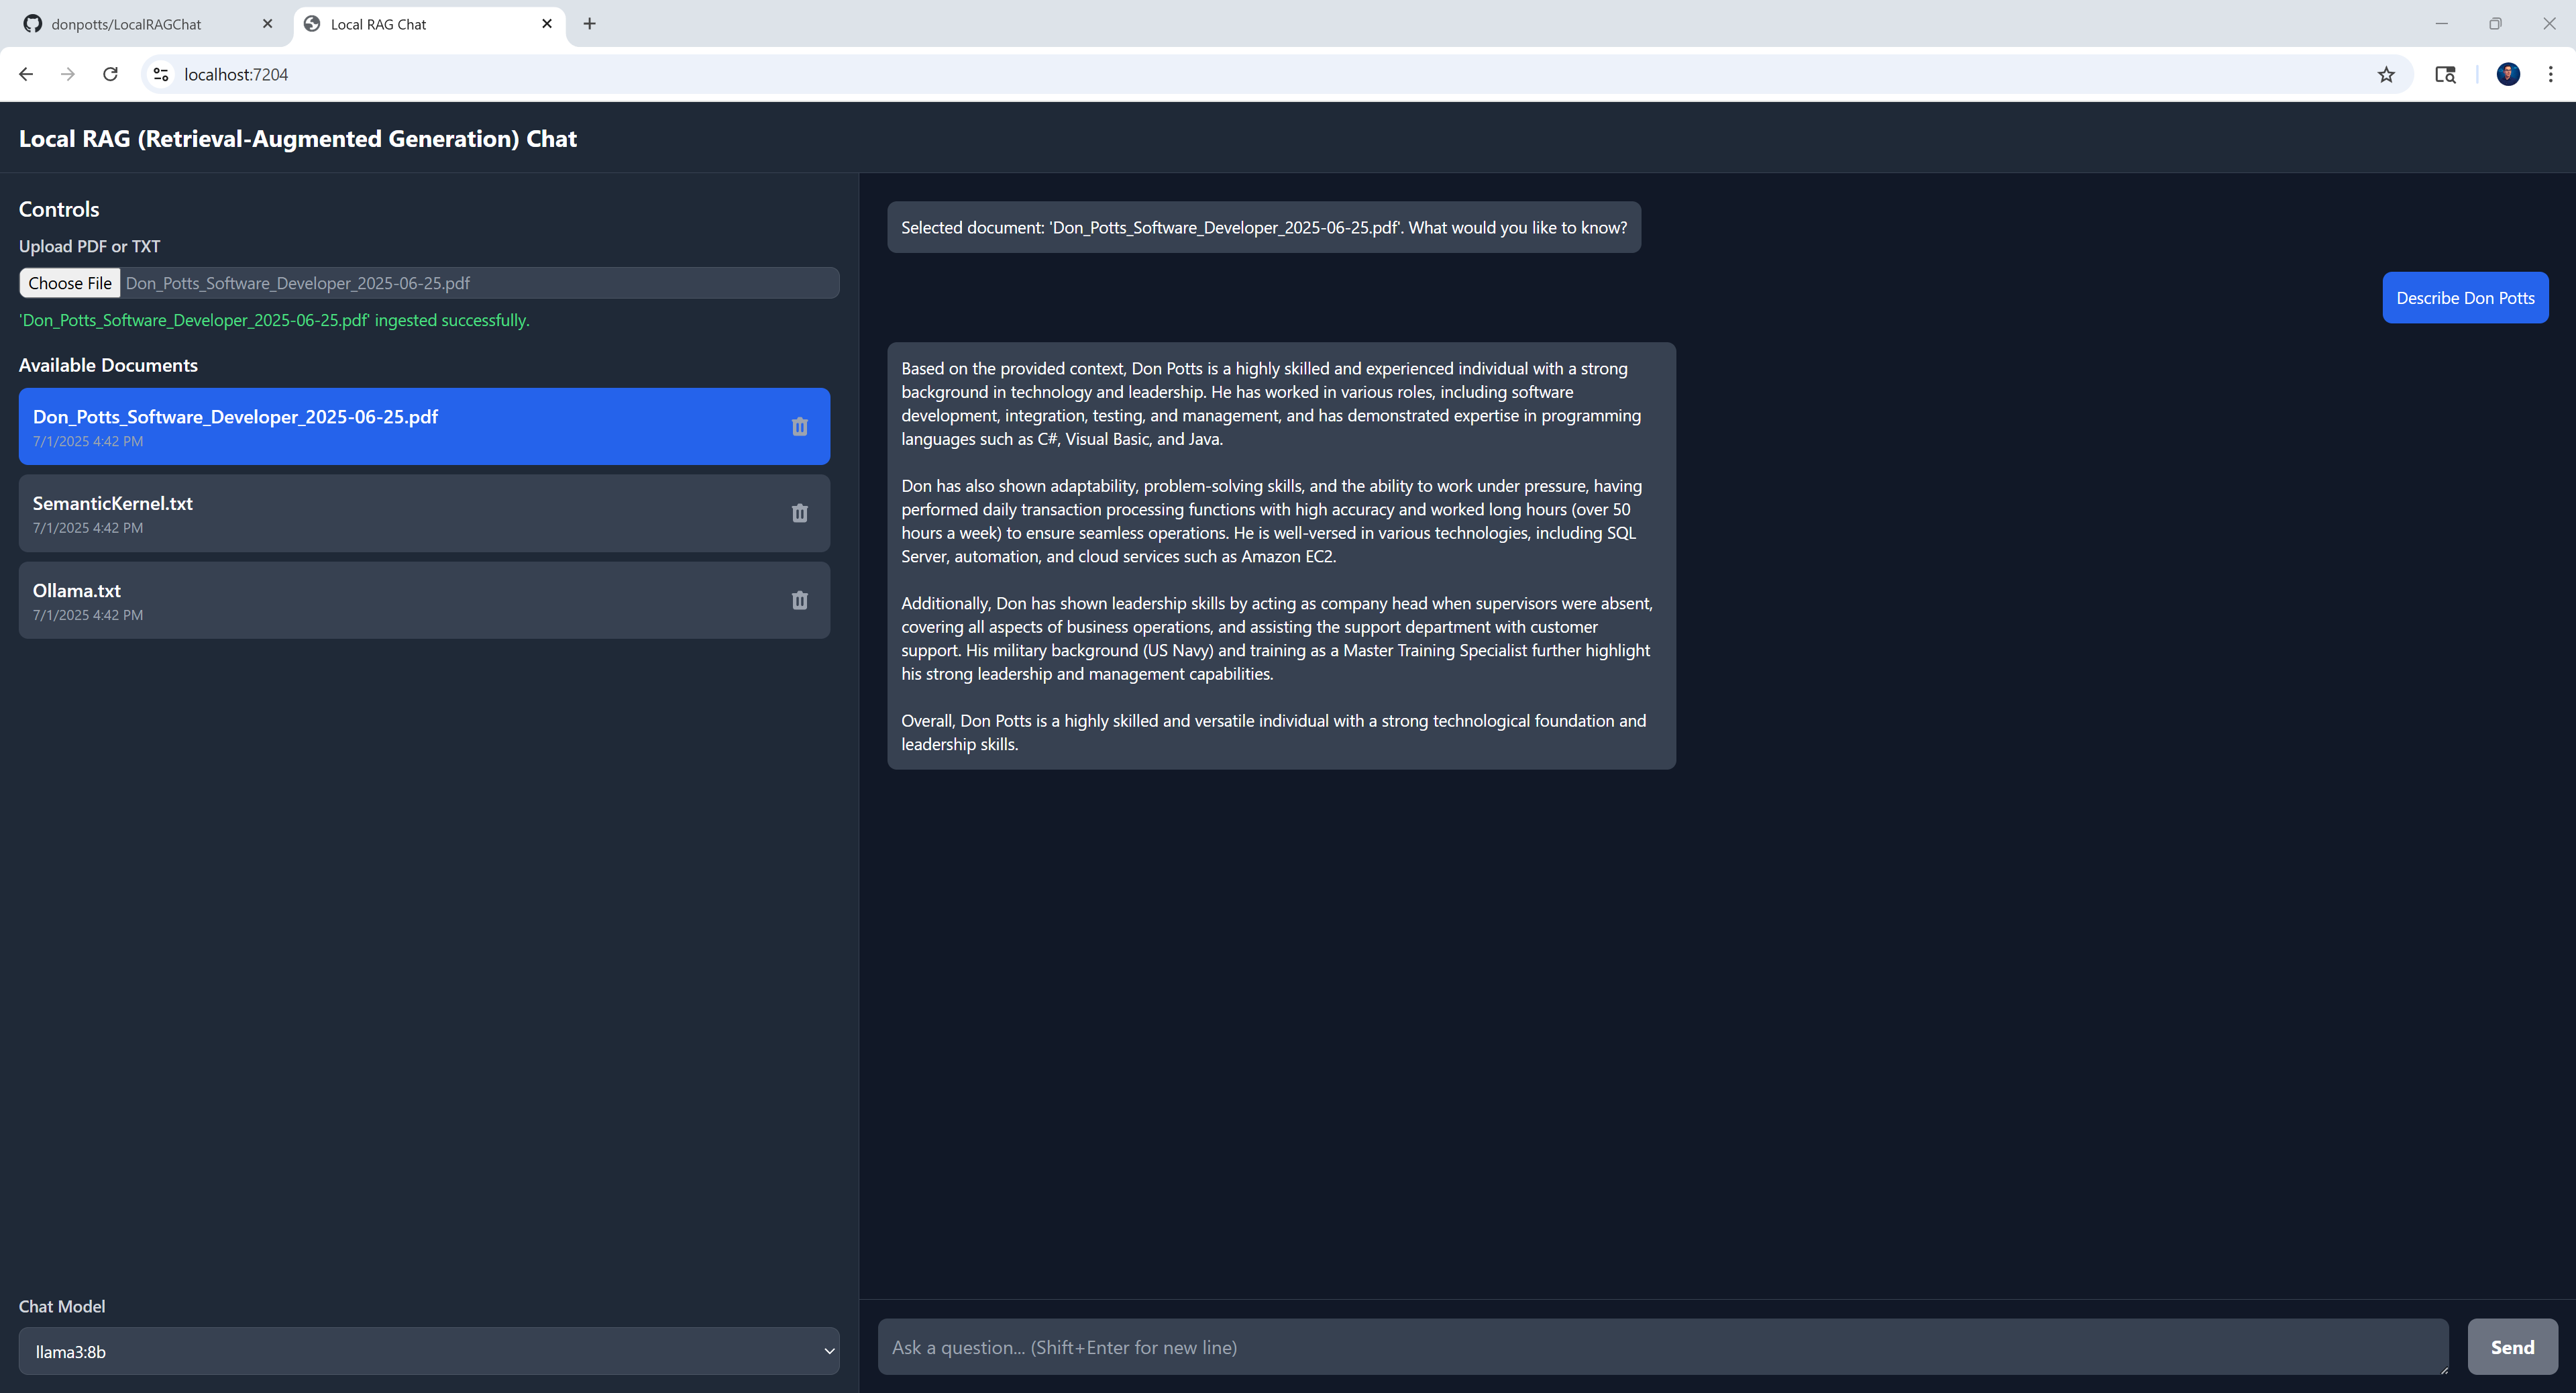 donpotts/LocalRAGChat
Local RAG Chat
localhost:7204
Local RAG (Retrieval-Augmented Generation) Chat
Controls
Upload PDF or TXT
Choose File Don_Potts_Software_Developer_2025-06-25.pdf
'Don_Potts_Software_Developer_2025-06-25.pdf' ingested successfully.
Available Documents
Don_Potts_Software_Developer_2025-06-25.pdf
7/1/2025 4:42 PM
SemanticKernel.txt
7/1/2025 4:42 PM
Ollama.txt
7/1/2025 4:42 PM
Chat Model
llama3:8b
Selected document: 'Don_Potts_Software_Developer_2025-06-25.pdf'. What would you like to know?
Describe Don Potts
Based on the provided context, Don Potts is a highly skilled and experienced individual with a strong
background in technology and leadership. He has worked in various roles, including software
development, integration, testing, and management, and has demonstrated expertise in programming
languages such as C#, Visual Basic, and Java.
Don has also shown adaptability, problem-solving skills, and the ability to work under pressure, having
performed daily transaction processing functions with high accuracy and worked long hours (over 50
hours a week) to ensure seamless operations. He is well-versed in various technologies, including SQL
Server, automation, and cloud services such as Amazon EC2.
Additionally, Don has shown leadership skills by acting as company head when supervisors were absent,
covering all aspects of business operations, and assisting the support department with customer
support. His military background (US Navy) and training as a Master Training Specialist further highlight
his strong leadership and management capabilities.
Overall, Don Potts is a highly skilled and versatile individual with a strong technological foundation and
leadership skills.
Ask a question... (Shift+Enter for new line)
Send